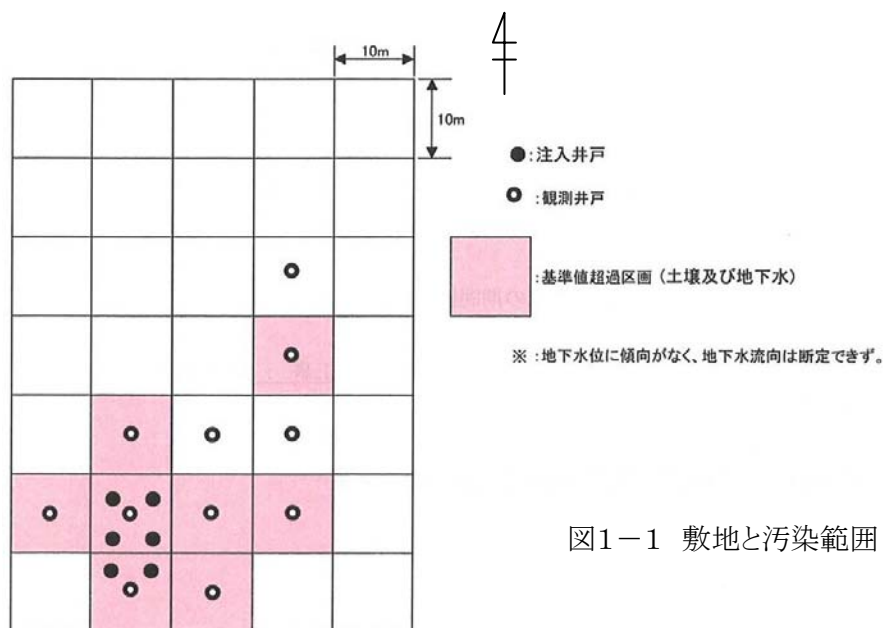 10m
10m
●:注入井戸
:観測井戸
:基準値超過区画(土壌及び地下水)
※:地下水位に傾向がなく、地下水流向は断定できず。
図1-1 敷地と汚染範囲